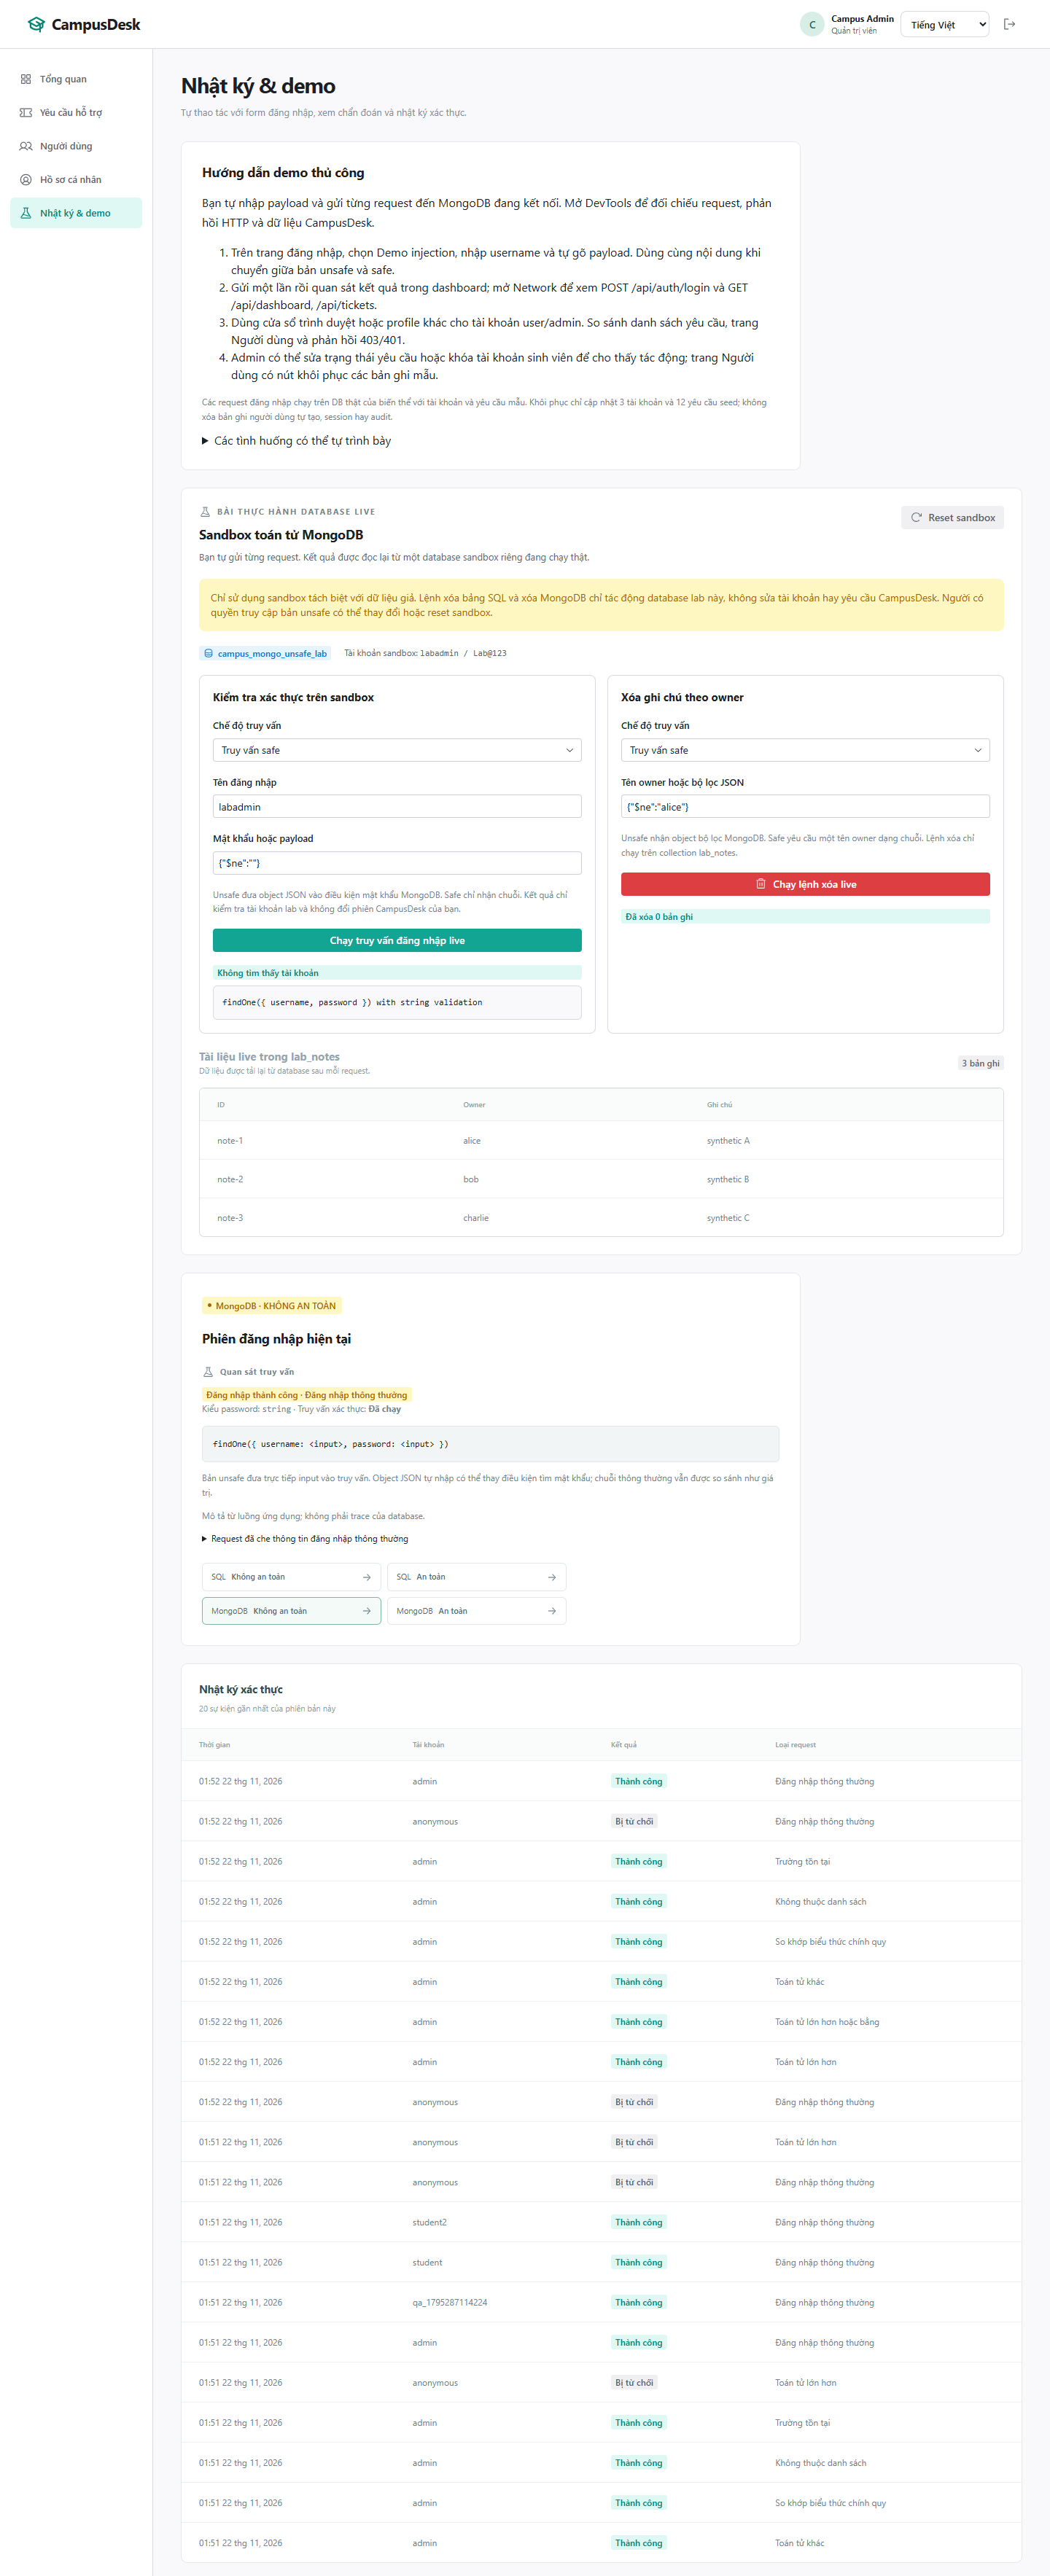 CampusDesk
C
Campus Admin
Quản trị viên
Tiếng Việt
Tổng quan
Yêu cầu hỗ trợ
Người dùng
Hồ sơ cá nhân
Nhật ký & demo
Nhật ký & demo
Tự thao tác với form đăng nhập, xem chẩn đoán và nhật ký xác thực.
Hướng dẫn demo thủ công
Bạn tự nhập payload và gửi từng request đến MongoDB đang kết nối. Mở DevTools để đối chiếu request, phản
hồi HTTP và dữ liệu CampusDesk.
1. Trên trang đăng nhập, chọn Demo injection, nhập username và tự gõ payload. Dùng cùng nội dung khi
chuyển giữa bản unsafe và safe.
2. Gửi một lần rồi quan sát kết quả trong dashboard; mở Network để xem POST /api/auth/login và GET
/api/dashboard, /api/tickets.
3. Dùng cửa sổ trình duyệt hoặc profile khác cho tài khoản user/admin. So sánh danh sách yêu cầu, trang
Người dùng và phản hồi 403/401.
4. Admin có thể sửa trạng thái yêu cầu hoặc khóa tài khoản sinh viên để cho thấy tác động; trang Người
dùng có nút khôi phục các bản ghi mẫu.
Các request đăng nhập chạy trên DB thật của biến thể với tài khoản và yêu cầu mẫu. Khôi phục chỉ cập nhật 3 tài khoản và 12 yêu cầu seed; không
xóa bản ghi người dùng tự tạo, session hay audit.
Các tình huống có thể tự trình bày
BÀI THỰC HÀNH DATABASE LIVE
Reset sandbox
Sandbox toán tử MongoDB
Bạn tự gửi từng request. Kết quả được đọc lại từ một database sandbox riêng đang chạy thật.
Chỉ sử dụng sandbox tách biệt với dữ liệu giả. Lệnh xóa bảng SQL và xóa MongoDB chỉ tác động database lab này, không sửa tài khoản hay yêu cầu CampusDesk. Người có
quyền truy cập bản unsafe có thể thay đổi hoặc reset sandbox.
campus_mongo_unsafe_lab Tài khoản sandbox: labadmin / Lab@123
Kiểm tra xác thực trên sandbox
Chế độ truy vấn
Truy vấn safe
Tên đăng nhập
labadmin
Mật khẩu hoặc payload
{"$ne":""}
Unsafe đưa object JSON vào điều kiện mật khẩu MongoDB. Safe chỉ nhận chuỗi. Kết quả chỉ
kiểm tra tài khoản lab và không đổi phiên CampusDesk của bạn.
Chạy truy vấn đăng nhập live
Không tìm thấy tài khoản
findOne({ username, password }) with string validation
Xóa ghi chú theo owner
Chế độ truy vấn
Truy vấn safe
Tên owner hoặc bộ lọc JSON
{"$ne":"alice"}
Unsafe nhận object bộ lọc MongoDB. Safe yêu cầu một tên owner dạng chuỗi. Lệnh xóa chỉ
chạy trên collection lab_notes.
Chạy lệnh xóa live
Đã xóa 0 bản ghi
Tài liệu live trong lab_notes
Dữ liệu được tải lại từ database sau mỗi request.
3 bản ghi
ID Owner Ghi chú
note-1 alice synthetic A
note-2 bob synthetic B
note-3 charlie synthetic C
MongoDB · KHÔNG AN TOÀN
Phiên đăng nhập hiện tại
Quan sát truy vấn
Đăng nhập thành công · Đăng nhập thông thường
Kiểu password: string · Truy vấn xác thực: Đã chạy
findOne({ username: <input>, password: <input> })
Bản unsafe đưa trực tiếp input vào truy vấn. Object JSON tự nhập có thể thay điều kiện tìm mật khẩu; chuỗi thông thường vẫn được so sánh như giá
trị.
Mô tả từ luồng ứng dụng; không phải trace của database.
Request đã che thông tin đăng nhập thông thường
SQL Không an toàn
SQL An toàn
MongoDB Không an toàn
MongoDB An toàn
Nhật ký xác thực
20 sự kiện gần nhất của phiên bản này
Thời gian Tài khoản Kết quả Loại request
01:52 22 thg 11, 2026 admin Thành công Đăng nhập thông thường
01:52 22 thg 11, 2026 anonymous Bị từ chối Đăng nhập thông thường
01:52 22 thg 11, 2026 admin Thành công Trường tồn tại
01:52 22 thg 11, 2026 admin Thành công Không thuộc danh sách
01:52 22 thg 11, 2026 admin Thành công So khớp biểu thức chính quy
01:52 22 thg 11, 2026 admin Thành công Toán tử khác
01:52 22 thg 11, 2026 admin Thành công Toán tử lớn hơn hoặc bằng
01:52 22 thg 11, 2026 admin Thành công Toán tử lớn hơn
01:52 22 thg 11, 2026 anonymous Bị từ chối Đăng nhập thông thường
01:51 22 thg 11, 2026 anonymous Bị từ chối Toán tử lớn hơn
01:51 22 thg 11, 2026 anonymous Bị từ chối Đăng nhập thông thường
01:51 22 thg 11, 2026 student2 Thành công Đăng nhập thông thường
01:51 22 thg 11, 2026 student Thành công Đăng nhập thông thường
01:51 22 thg 11, 2026 qa_1795287114224 Thành công Đăng nhập thông thường
01:51 22 thg 11, 2026 admin Thành công Đăng nhập thông thường
01:51 22 thg 11, 2026 anonymous Bị từ chối Toán tử lớn hơn
01:51 22 thg 11, 2026 admin Thành công Trường tồn tại
01:51 22 thg 11, 2026 admin Thành công Không thuộc danh sách
01:51 22 thg 11, 2026 admin Thành công So khớp biểu thức chính quy
01:51 22 thg 11, 2026 admin Thành công Toán tử khác